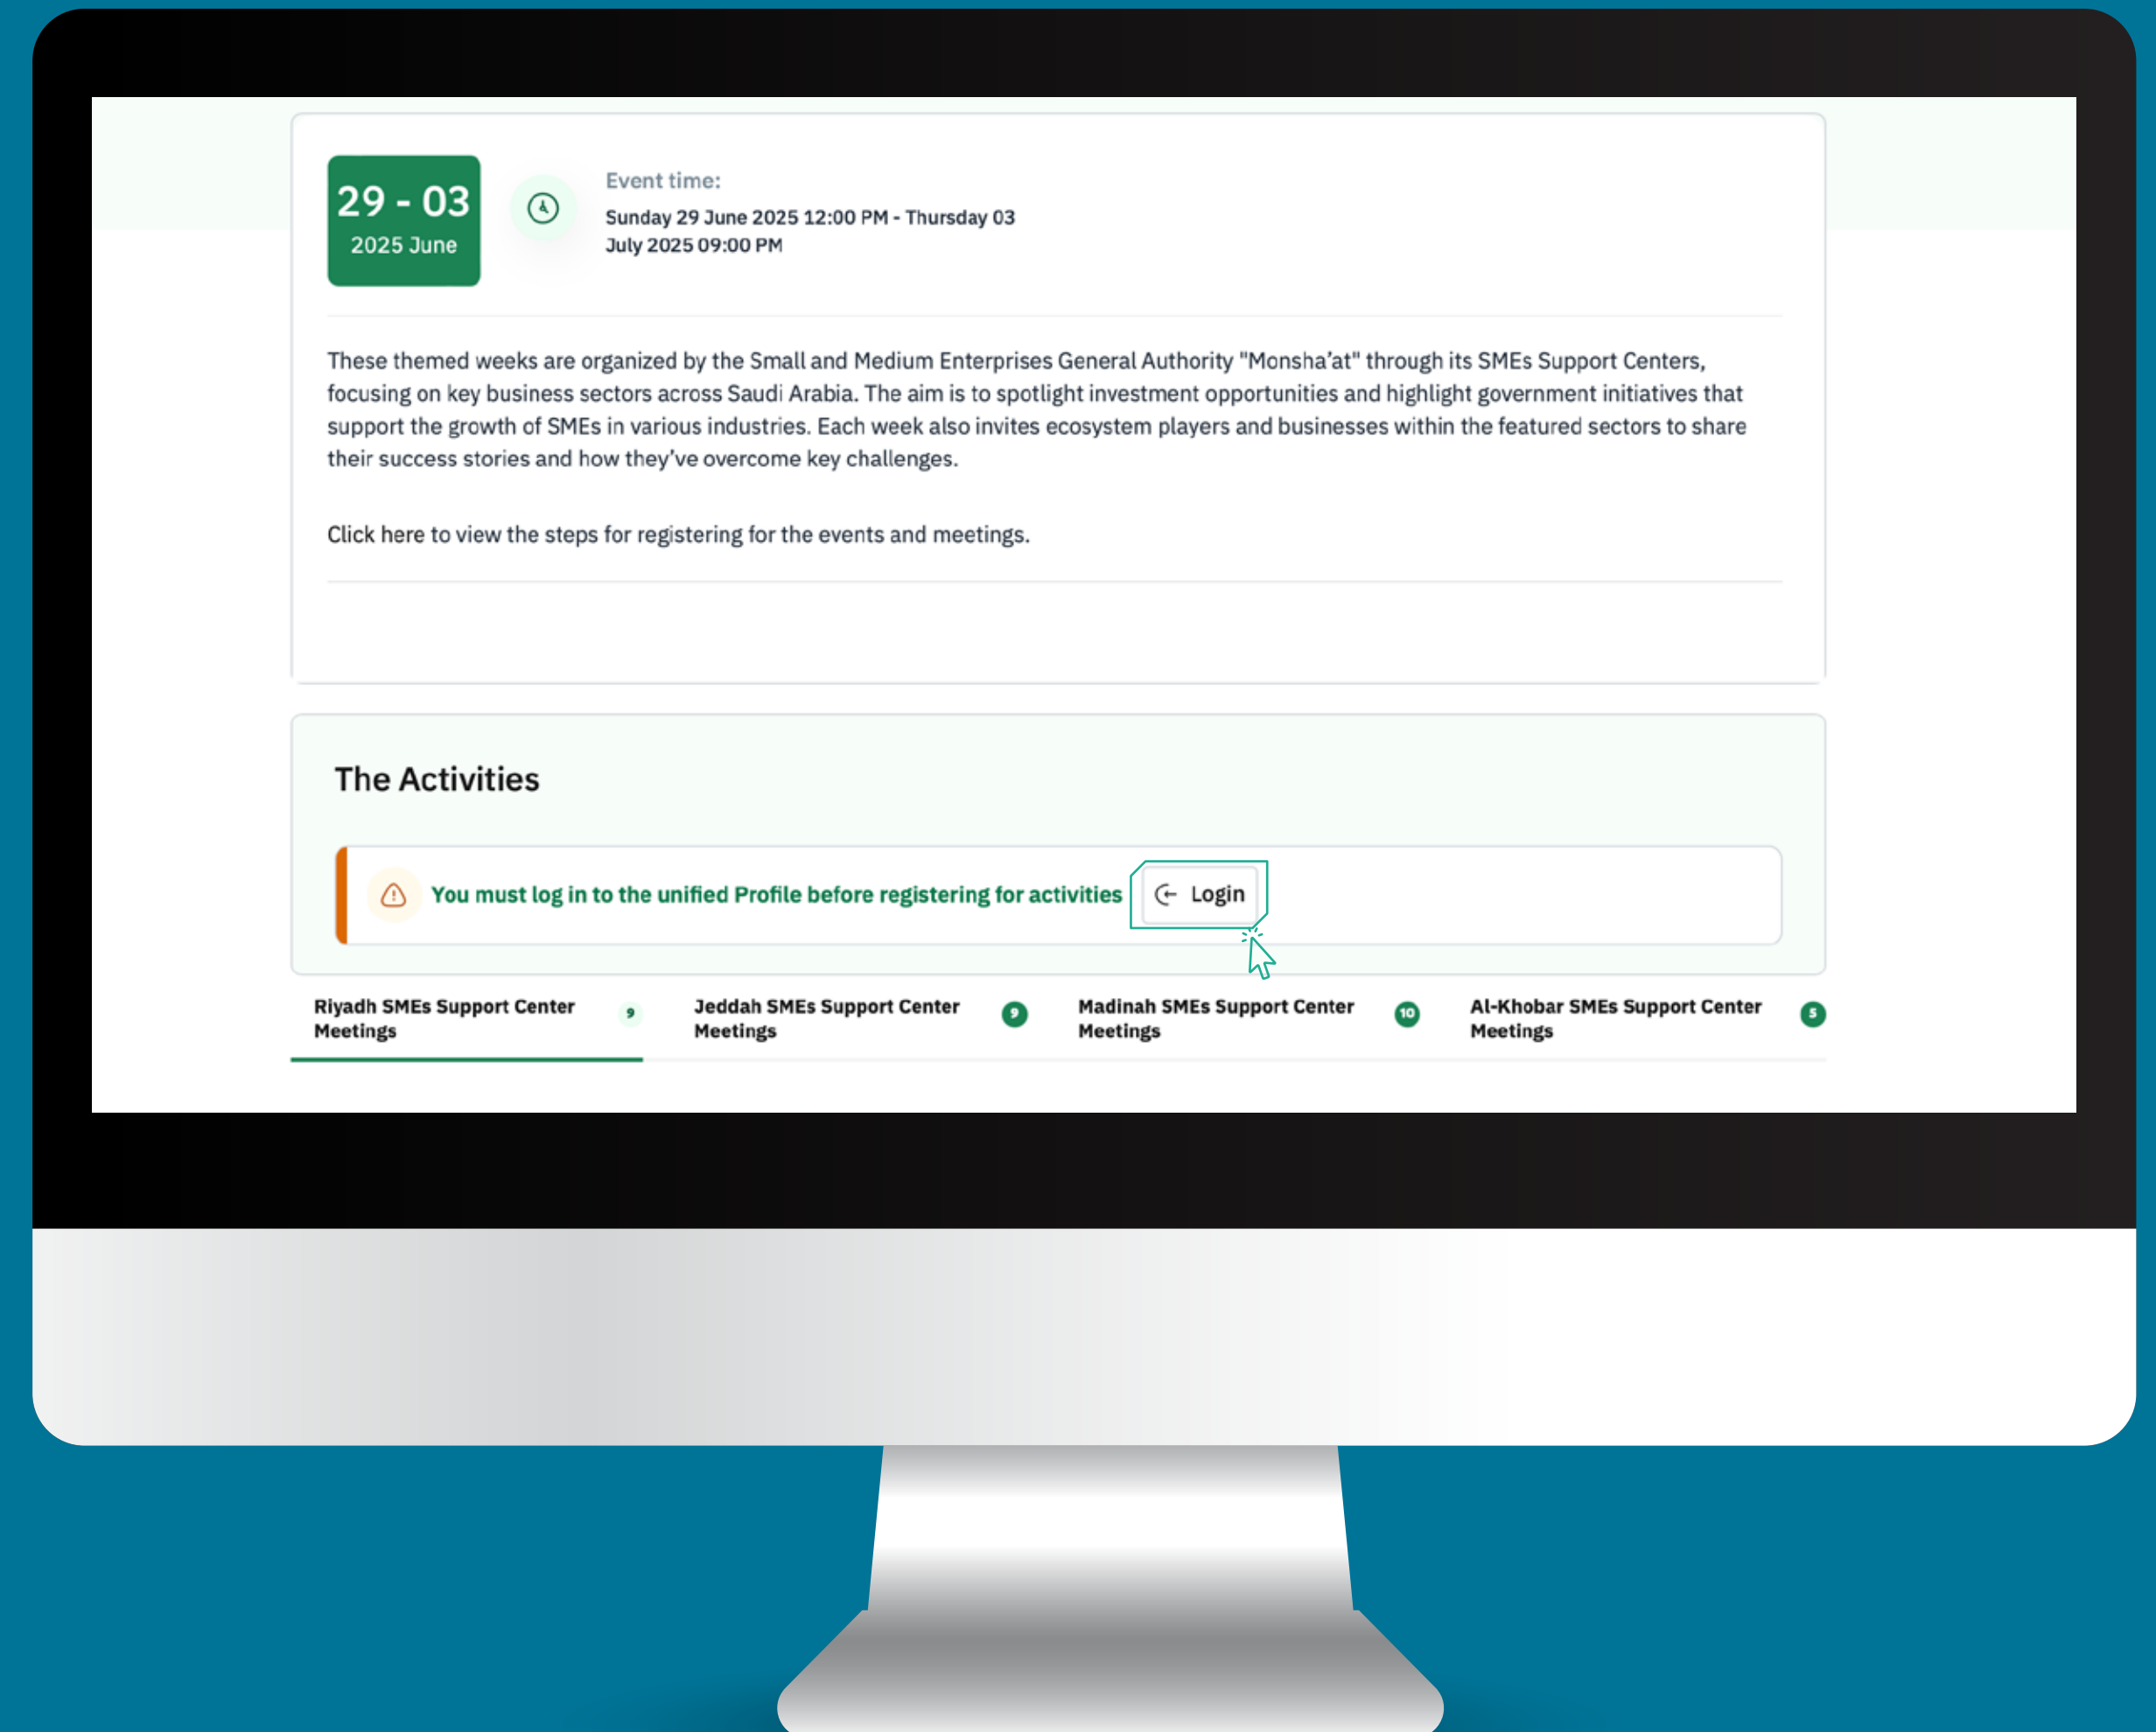 29 - 03
2025 June
Event time:
Sunday 29 June 2025 12:00 PM - Thursday 03
July 2025 09:00 PM
These themed weeks are organized by the Small and Medium Enterprises General Authority "Monsha’at" through its SMEs Support Centers,
focusing on key business sectors across Saudi Arabia. The aim is to spotlight investment opportunities and highlight government initiatives that
support the growth of SMEs in various industries. Each week also invites ecosystem players and businesses within the featured sectors to share
their success stories and how they’ve overcome key challenges.
Click here to view the steps for registering for the events and meetings.
The Activities
You must log in to the unified Profile before registering for activities
Login
Riyadh SMEs Support Center
Meetings
9
Jeddah SMEs Support Center
Meetings
9
Madinah SMEs Support Center
Meetings
10
Al-Khobar SMEs Support Center
Meetings
5